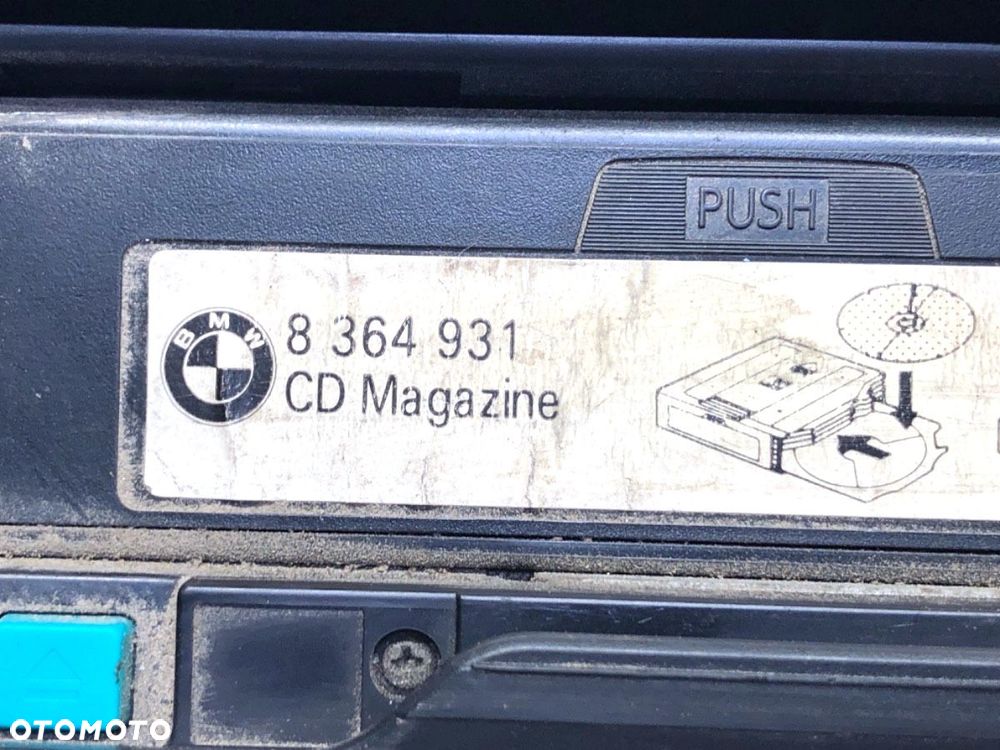 PUSH
BMW
8 364 931
CD Magazine
OTOMOTO